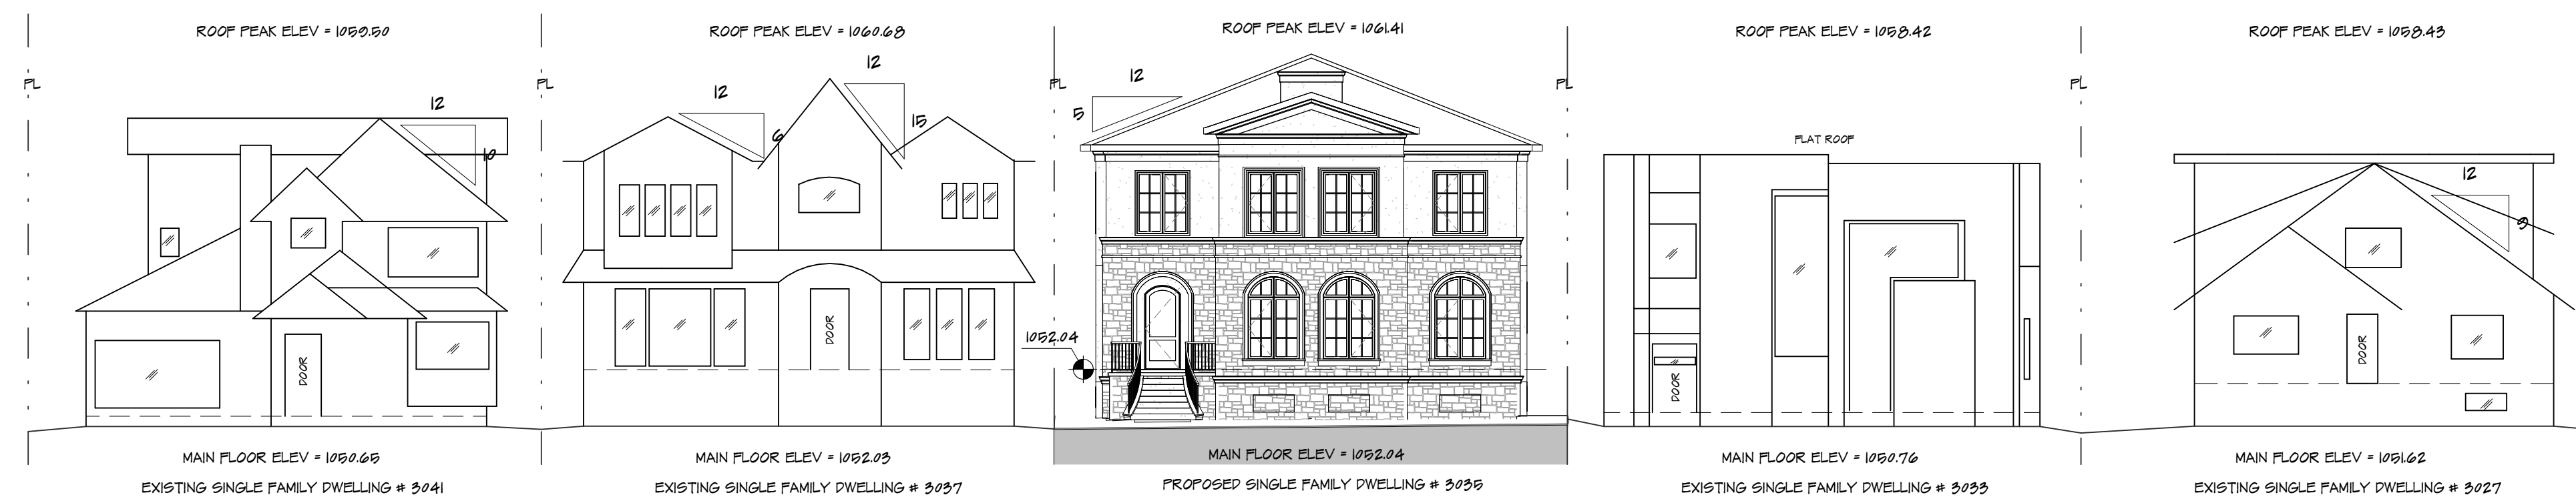 ROOF PEAK ELEV = 1059.50
PL
12
10
DOOR
MAIN FLOOR ELEV = 1050.65
EXISTING SINGLE FAMILY DWELLING # 3041
ROOF PEAK ELEV = 1060.68
PL
12
6
12
15
DOOR
MAIN FLOOR ELEV = 1052.03
EXISTING SINGLE FAMILY DWELLING # 3037
ROOF PEAK ELEV = 1061.41
PL
12
5
1052.04
MAIN FLOOR ELEV = 1052.04
PROPOSED SINGLE FAMILY DWELLING # 3035
ROOF PEAK ELEV = 1058.42
PL
FLAT ROOF
DOOR
MAIN FLOOR ELEV = 1050.76
EXISTING SINGLE FAMILY DWELLING # 3033
ROOF PEAK ELEV = 1058.43
PL
12
DOOR
MAIN FLOOR ELEV = 1051.62
EXISTING SINGLE FAMILY DWELLING # 3027